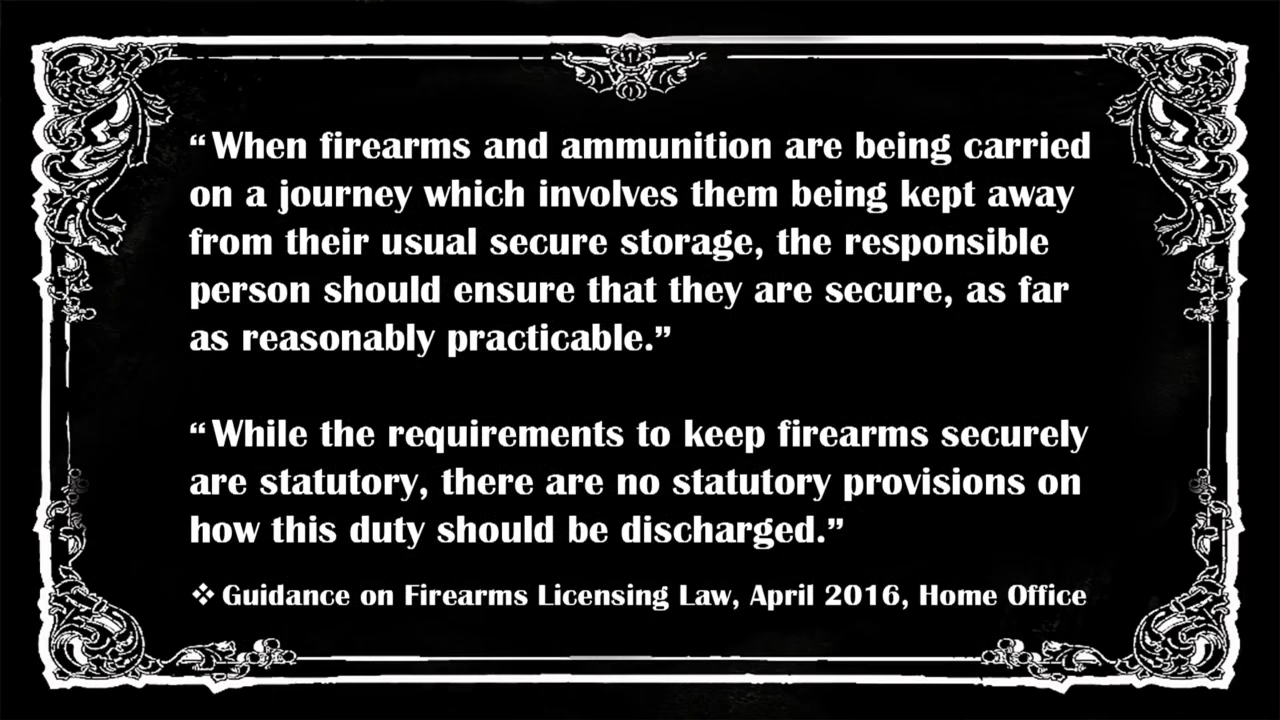 “When firearms and ammunition are being carried
on a journey which involves them being kept away
from their usual secure storage, the responsible
person should ensure that they are secure, as far
as reasonably practicable.”
“While the requirements to keep firearms securely
are statutory, there are no statutory provisions on
how this duty should be discharged.”
❖ Guidance on Firearms Licensing Law, April 2016, Home Office